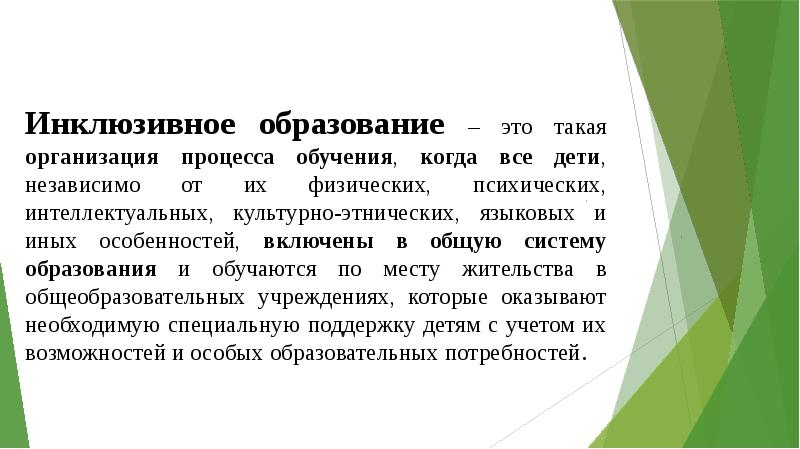 Инклюзивное образование – это такая
организация процесса обучения, когда все дети,
независимо от их физических, психических,
интеллектуальных, культурно-этнических, языковых и
иных особенностей, включены в общую систему
образования и обучаются по месту жительства в
общеобразовательных учреждениях, которые оказывают
необходимую специальную поддержку детям с учетом их
возможностей и особых образовательных потребностей.